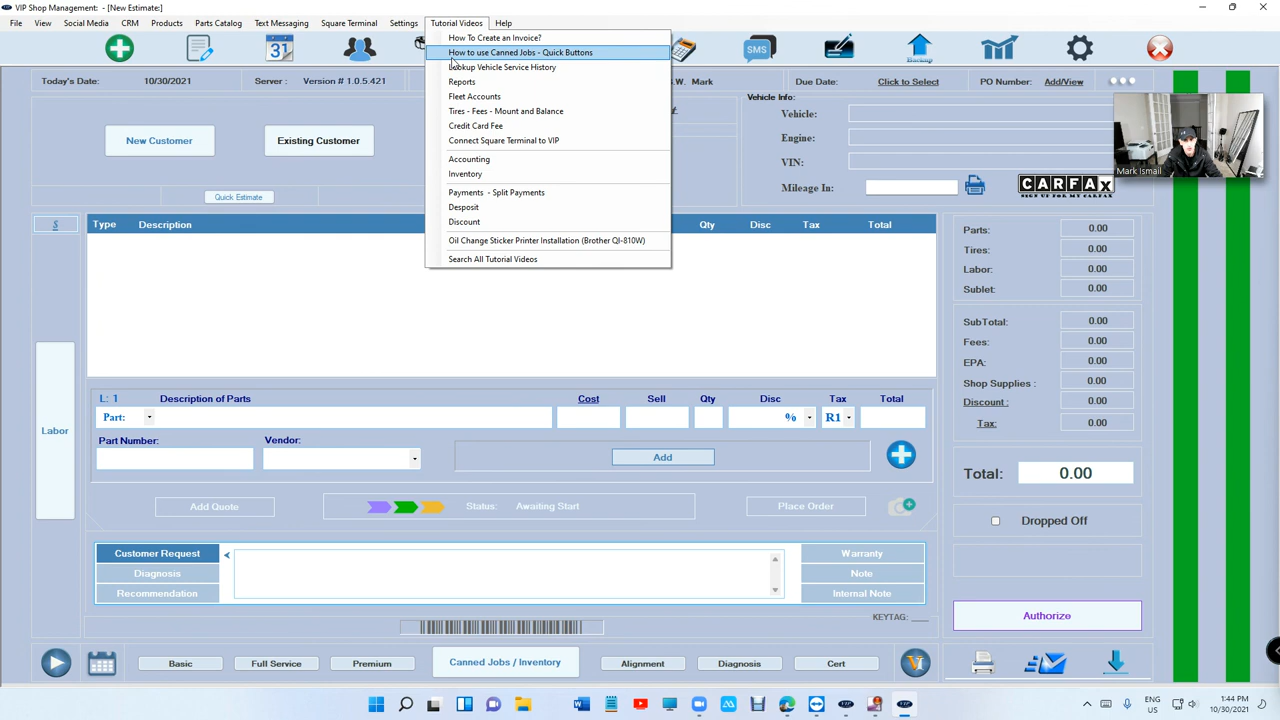 VIP Shop Management: - [New Estimate:]
File View Social Media CRM Products Parts Catalog Text Messaging Square Terminal Settings Tutorial Videos Help
How To Create an Invoice?
How to use Canned Jobs - Quick Buttons
Lookup Vehicle Service History
Reports
Fleet Accounts
Tires - Fees - Mount and Balance
Credit Card Fee
Connect Square Terminal to VIP
Accounting
Inventory
Payments - Split Payments
Desposit
Discount
Oil Change Sticker Printer Installation (Brother Ql-810W)
Search All Tutorial Videos
31
SMS
Backup
Today's Date: 10/30/2021 Server : Version # 1.0.5.421
S.W. Mark Due Date: Click to Select PO Number: Add/View
Vehicle Info:
Vehicle:
Engine:
VIN:
Mileage In:
CARFAX
SIGN UP FOR MY CARFAX
Mark Ismail
New Customer Existing Customer
Quick Estimate
S Type Description Qty Disc Tax Total
Labor
L: 1 Description of Parts Cost Sell Qty Disc Tax Total
Part: % R1
Part Number: Vendor:
Add
Add Quote Status: Awaiting Start Place Order
Customer Request < Warranty
Diagnosis Note
Recommendation Internal Note
KEYTAG: ___
Basic Full Service Premium Canned Jobs / Inventory Alignment Diagnosis Cert
Parts: 0.00
Tires: 0.00
Labor: 0.00
Sublet: 0.00
SubTotal: 0.00
Fees: 0.00
EPA: 0.00
Shop Supplies : 0.00
Discount : 0.00
Tax: 0.00
Total: 0.00
Dropped Off
Authorize
ENG
US
1:44 PM
10/30/2021